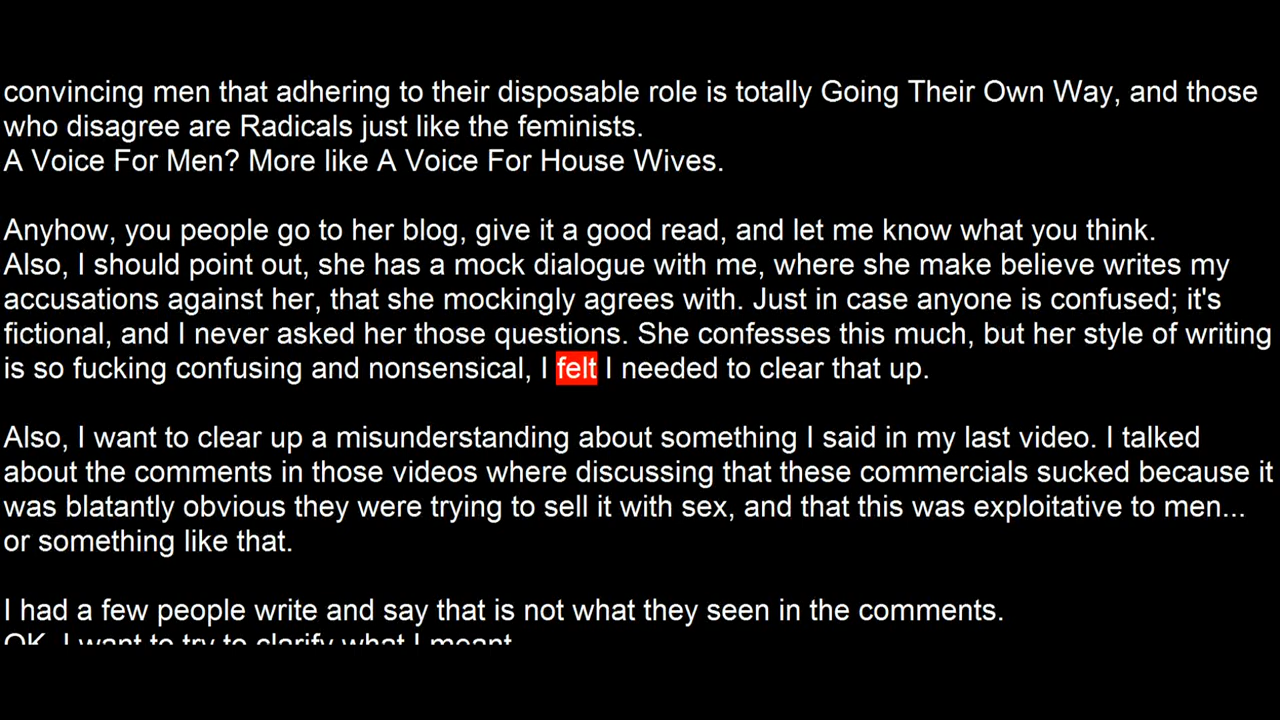 convincing men that adhering to their disposable role is totally Going Their Own Way, and those
who disagree are Radicals just like the feminists.
A Voice For Men? More like A Voice For House Wives.
Anyhow, you people go to her blog, give it a good read, and let me know what you think.
Also, I should point out, she has a mock dialogue with me, where she make believe writes my
accusations against her, that she mockingly agrees with. Just in case anyone is confused; it's
fictional, and I never asked her those questions. She confesses this much, but her style of writing
is so fucking confusing and nonsensical, I felt I needed to clear that up.
Also, I want to clear up a misunderstanding about something I said in my last video. I talked
about the comments in those videos where discussing that these commercials sucked because it
was blatantly obvious they were trying to sell it with sex, and that this was exploitative to men...
or something like that.
I had a few people write and say that is not what they seen in the comments.
OK, I want to try to clarify what I meant